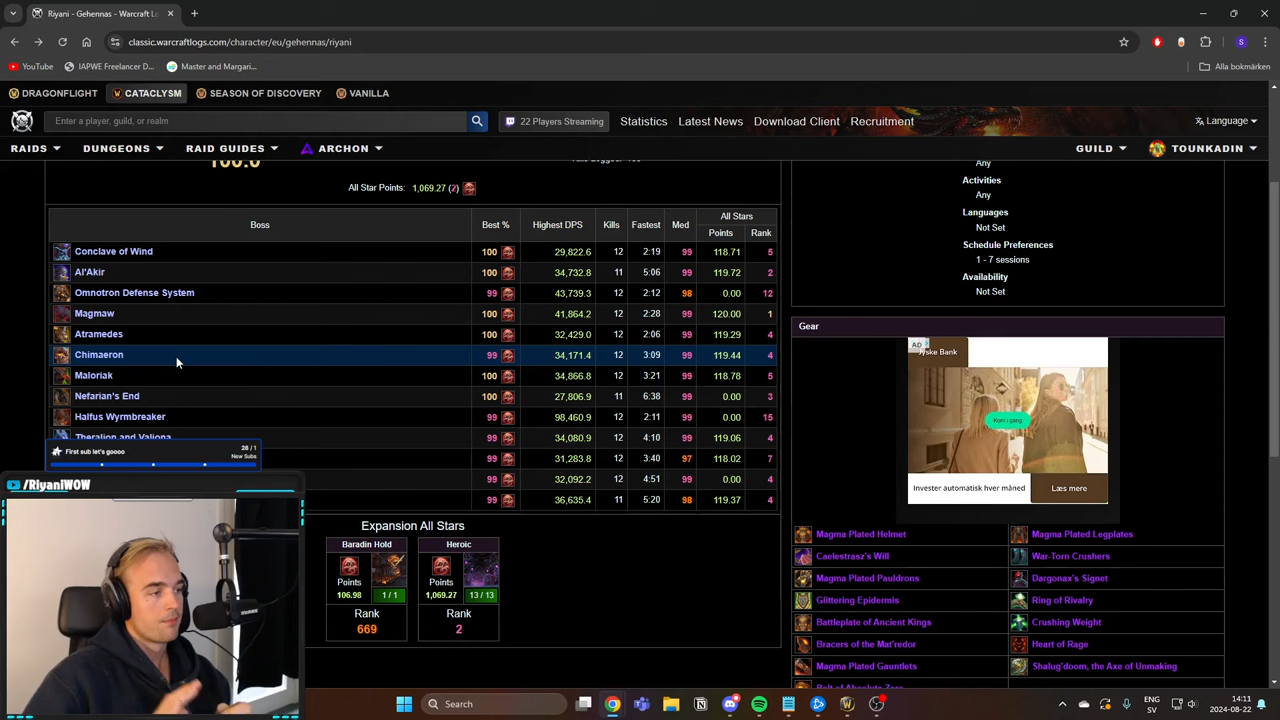 Riyani - Gehennas - Warcraft L
classic.warcraftlogs.com/character/eu/gehennas/riyani
YouTube IAPWE Freelancer D... Master and Margari... Alla bokmärken
DRAGONFLIGHT CATACLYSM SEASON OF DISCOVERY VANILLA
Enter a player, guild, or realm 22 Players Streaming Statistics Latest News Download Client Recruitment Language
RAIDS DUNGEONS RAID GUIDES ARCHON GUILD TOUNKADIN
100.0
All Star Points: 1,069.27 (2)
Boss Best % Highest DPS Kills Fastest Med All Stars
Points Rank
Conclave of Wind 100 29,822.6 12 2:19 99 118.71 5
Al'Akir 100 34,732.8 11 5:06 99 119.72 2
Omnotron Defense System 99 43,739.3 12 2:12 98 0.00 12
Magmaw 100 41,864.2 12 2:28 99 120.00 1
Atramedes 100 32,429.0 12 2:06 99 119.29 4
Chimaeron 99 34,171.4 12 3:09 99 119.44 4
Maloriak 100 34,866.8 12 3:21 99 118.78 5
Nefarian's End 100 27,806.9 12 6:38 99 0.00 3
Halfus Wyrmbreaker 99 98,460.9 12 2:11 99 0.00 15
Theralion and Valiona 99 34,080.9 12 4:10 99 119.06 4
99 31,283.8 12 3:40 97 118.02 7
99 32,092.2 12 4:51 99 0.00 4
99 36,635.4 11 5:20 98 119.37 4
First sub let's goooo 28 / 1
New Subs
/RiyaniWOW
Expansion All Stars
Baradin Hold Heroic
Points Points
106.98 1 / 1 1,069.27 13 / 13
Rank Rank
669 2
Any
Activities
Any
Languages
Not Set
Schedule Preferences
1 - 7 sessions
Availability
Not Set
Gear
AD
Jyske Bank
Kom i gang
Invester automatisk hver måned Læs mere
Magma Plated Helmet Magma Plated Legplates
Caelestrasz's Will War-Torn Crushers
Magma Plated Pauldrons Dargonax's Signet
Glittering Epidermis Ring of Rivalry
Battleplate of Ancient Kings Crushing Weight
Bracers of the Mat'redor Heart of Rage
Magma Plated Gauntlets Shalug'doom, the Axe of Unmaking
Belt of Absolute Zero
Search
ENG
SV
14:11
2024-08-22